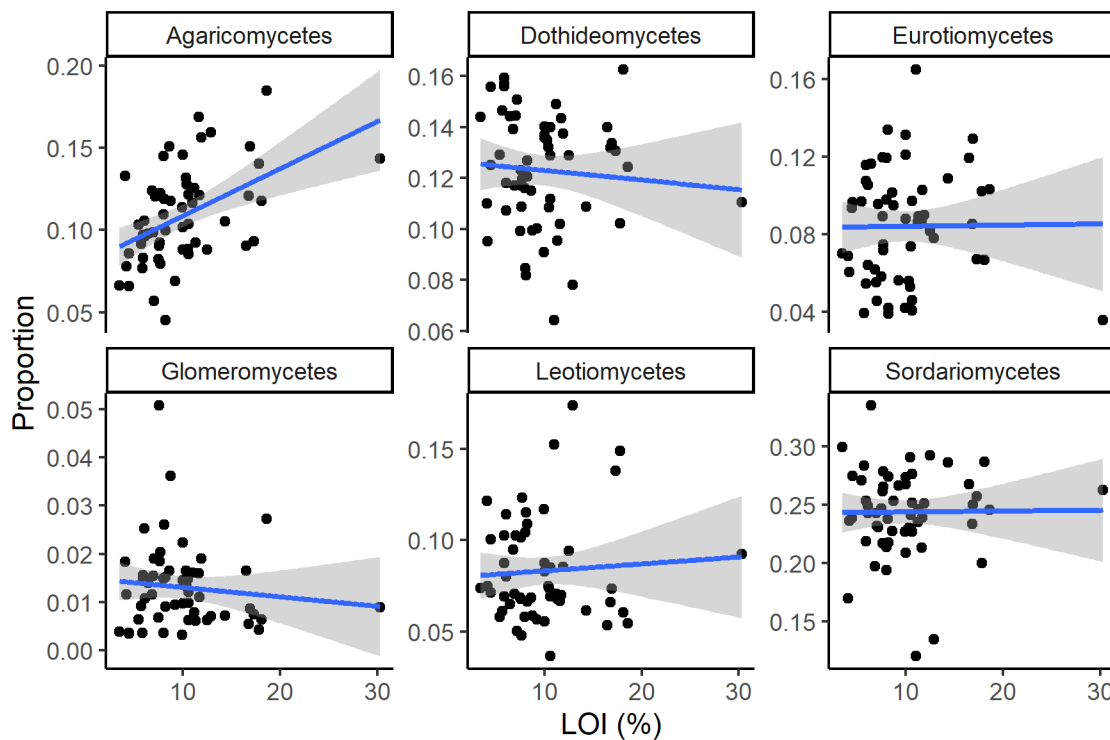 Agaricomycetes Dothideomycetes Eurotiomycetes
0.20 0.16 0.16
0.15 0.14 0.12
0.12
0.10 0.10 0.08
0.08
0.05 0.06 0.04
Proportion
Glomeromycetes Leotiomycetes Sordariomycetes
0.05
0.04 0.15 0.30
0.03 0.25
0.02 0.10 0.20
0.01
0.00 0.05 0.15
10 20 30 10 20 30 10 20 30
LOI (%)